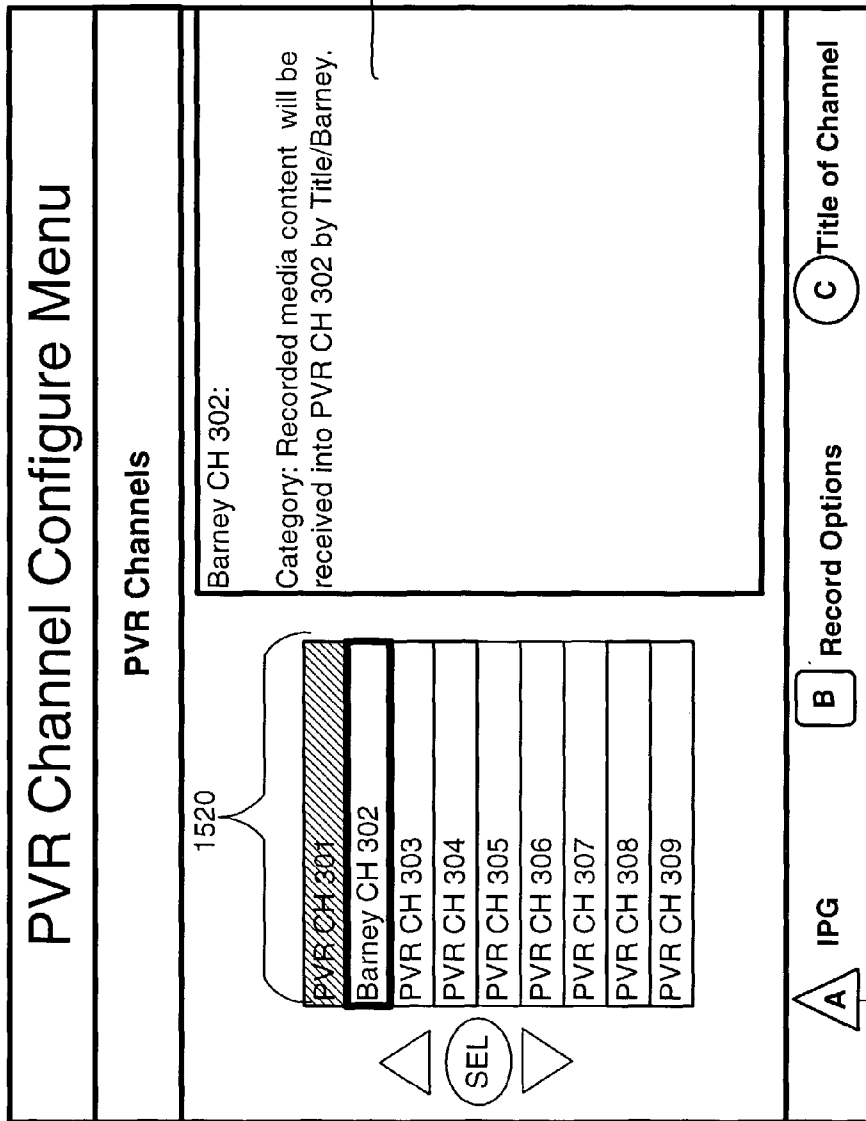 PVR Channel Configure Menu
PVR Channels
1520
PVR CH 301
Barney CH 302
PVR CH 303
PVR CH 304
PVR CH 305
PVR CH 306
PVR CH 307
PVR CH 308
PVR CH 309
SEL
Barney CH 302:
Category: Recorded media content will be
received into PVR CH 302 by Title/Barney.
A IPG
B Record Options
C Title of Channel